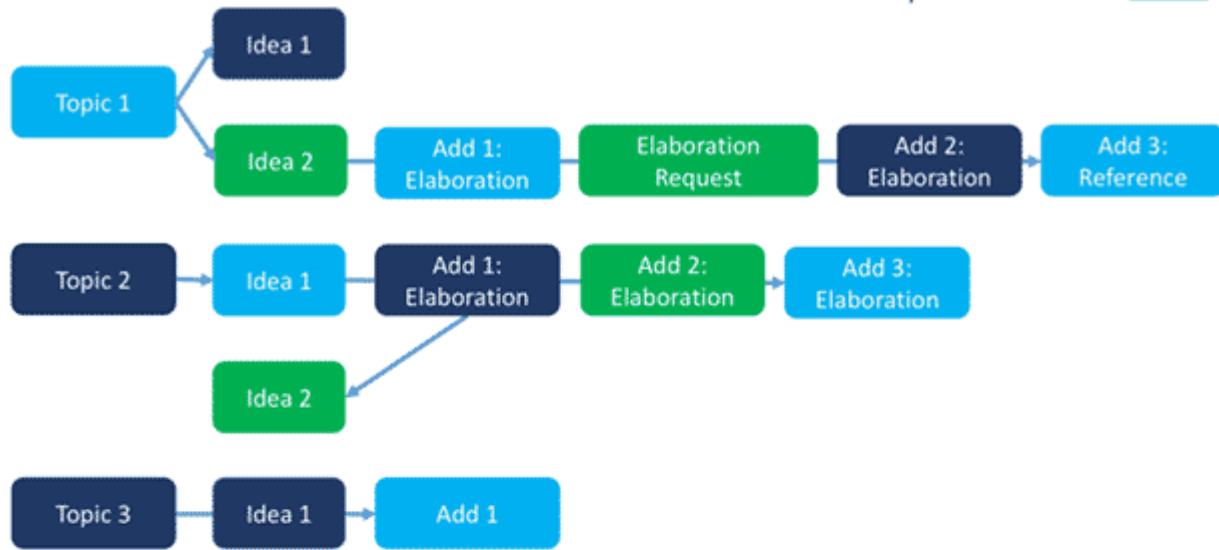 Idea 1
Topic 1
Idea 2
Add 1:
Elaboration
Elaboration
Request
Add 2:
Elaboration
Add 3:
Reference
Topic 2
Idea 1
Add 1:
Elaboration
Add 2:
Elaboration
Add 3:
Elaboration
Idea 2
Topic 3
Idea 1
Add 1